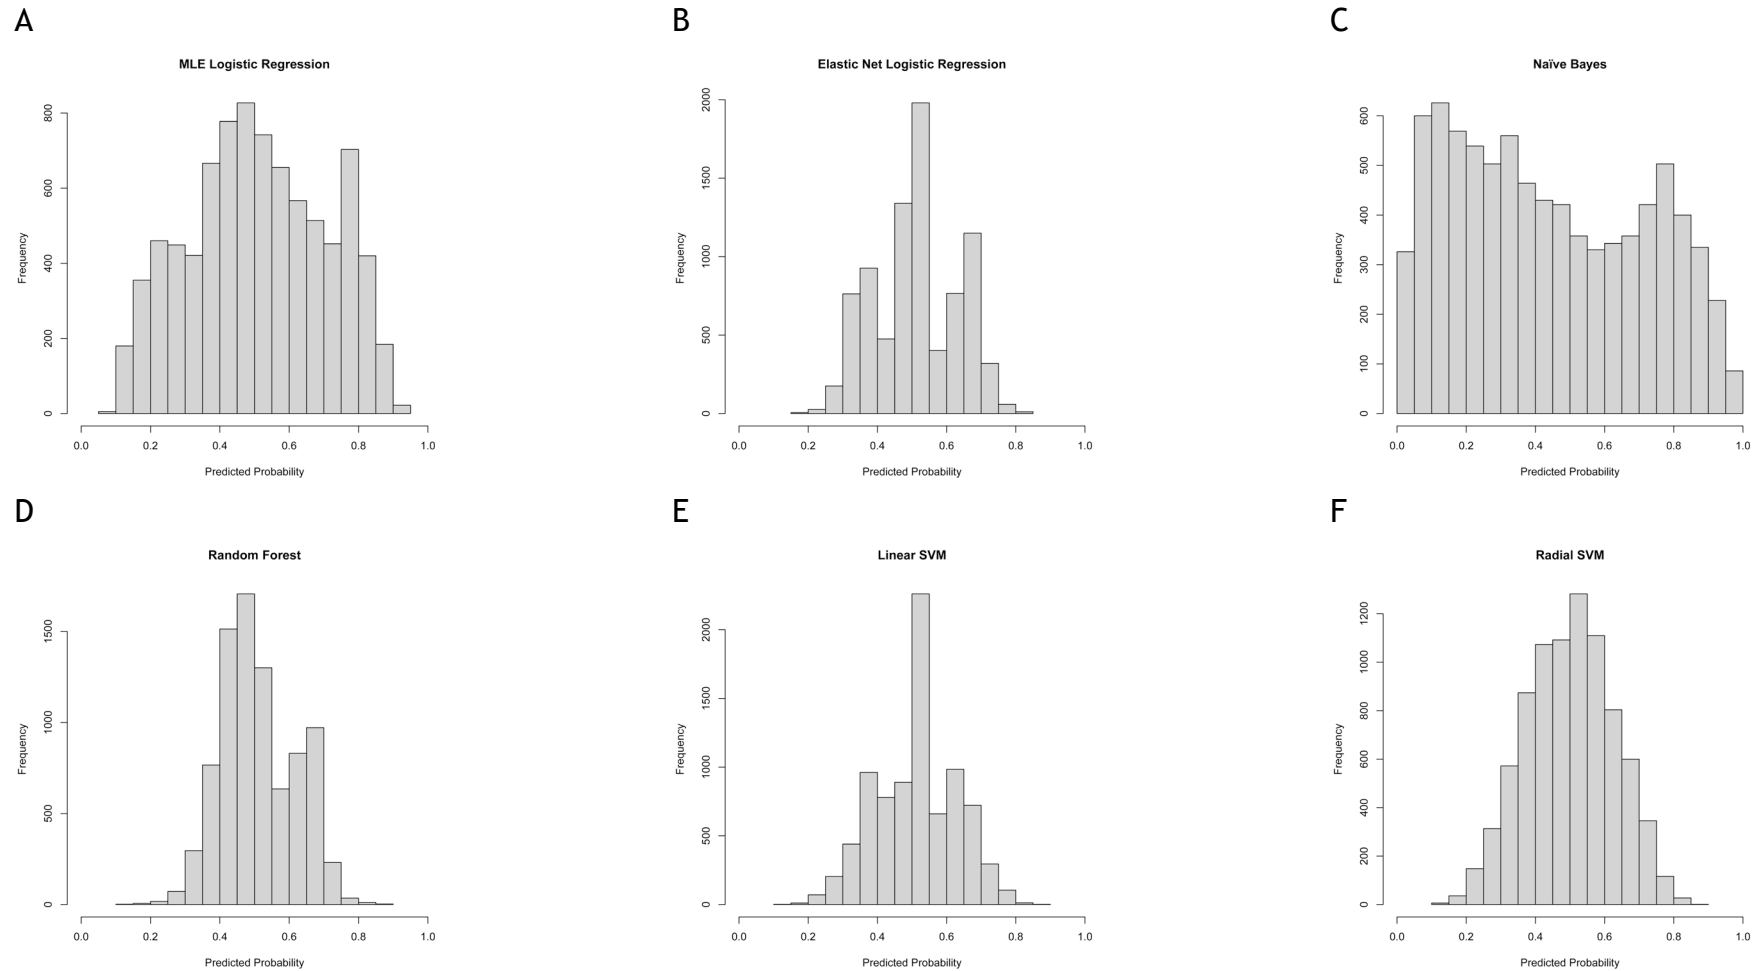 A
B
C
MLE Logistic Regression
Elastic Net Logistic Regression
Naïve Bayes
Frequency
0 200 400 600 800
0.0 0.2 0.4 0.6 0.8 1.0
Predicted Probability
Frequency
0 500 1000 1500 2000
0.0 0.2 0.4 0.6 0.8 1.0
Predicted Probability
Frequency
0 100 200 300 400 500 600
0.0 0.2 0.4 0.6 0.8 1.0
Predicted Probability
D
E
F
Random Forest
Linear SVM
Radial SVM
Frequency
0 500 1000 1500
0.0 0.2 0.4 0.6 0.8 1.0
Predicted Probability
Frequency
0 500 1000 1500 2000
0.0 0.2 0.4 0.6 0.8 1.0
Predicted Probability
Frequency
0 200 400 600 800 1000 1200
0.0 0.2 0.4 0.6 0.8 1.0
Predicted Probability